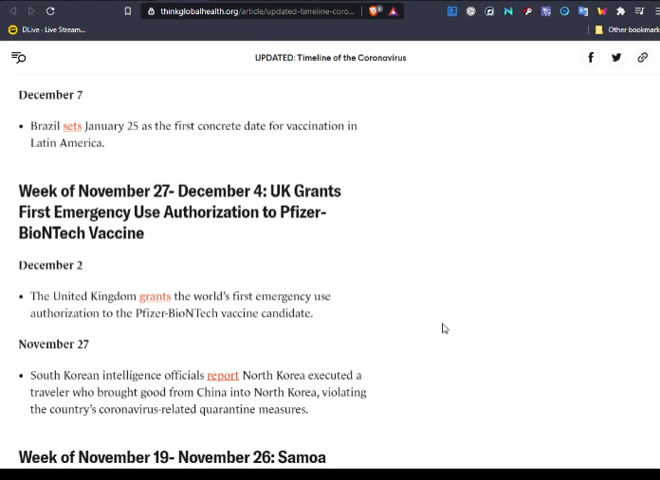 thinkglobalhealth.org/article/updated-timeline-coro...
DLive - Live Stream...
Other bookmark
UPDATED: Timeline of the Coronavirus
December 7
• Brazil sets January 25 as the first concrete date for vaccination in
Latin America.
Week of November 27- December 4: UK Grants
First Emergency Use Authorization to Pfizer-
BioNTech Vaccine
December 2
• The United Kingdom grants the world's first emergency use
authorization to the Pfizer-BioNTech vaccine candidate.
November 27
• South Korean intelligence officials report North Korea executed a
traveler who brought good from China into North Korea, violating
the country's coronavirus-related quarantine measures.
Week of November 19- November 26: Samoa